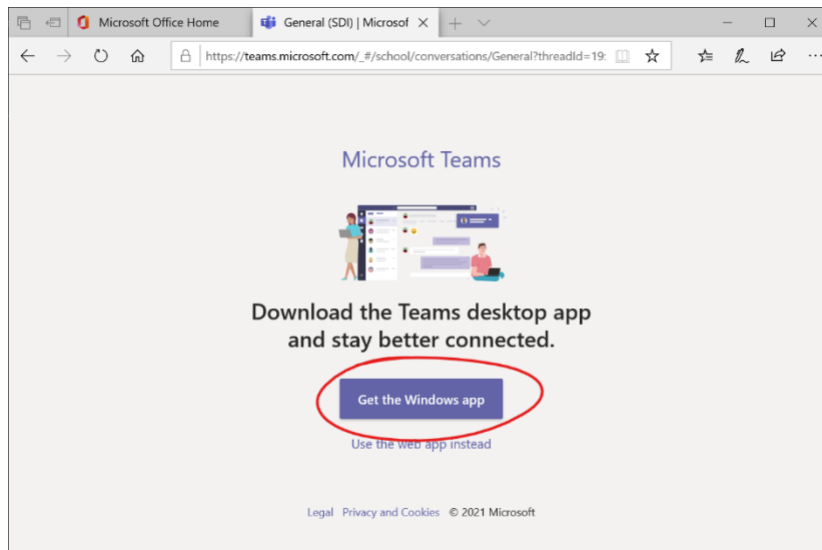 Microsoft Office Home
General (SDI) | Microsof
https://teams.microsoft.com/_#/school/conversations/General?threadId=19:
Microsoft Teams
Download the Teams desktop app
and stay better connected.
Get the Windows app
Use the web app instead
Legal Privacy and Cookies © 2021 Microsoft